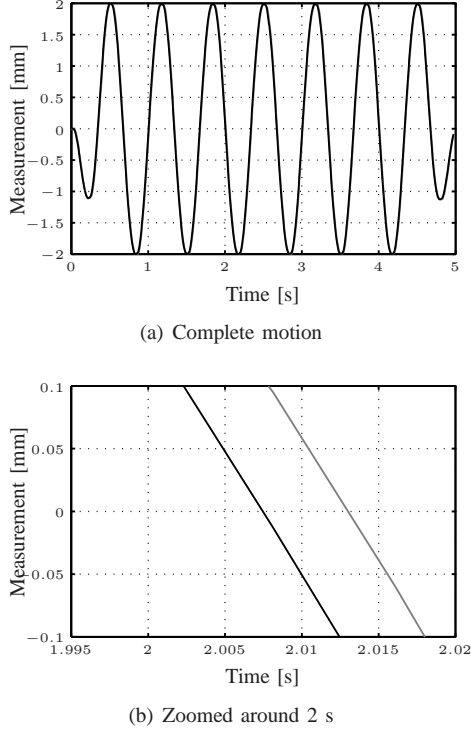 2
1.5
1
0.5
0
−0.5
−1
−1.5
−2
Measurement [mm]
0 1 2 3 4 5
Time [s]
(a) Complete motion
0.1
0.05
0
−0.05
−0.1
Measurement [mm]
1.995 2 2.005 2.01 2.015 2.02
Time [s]
(b) Zoomed around 2 s